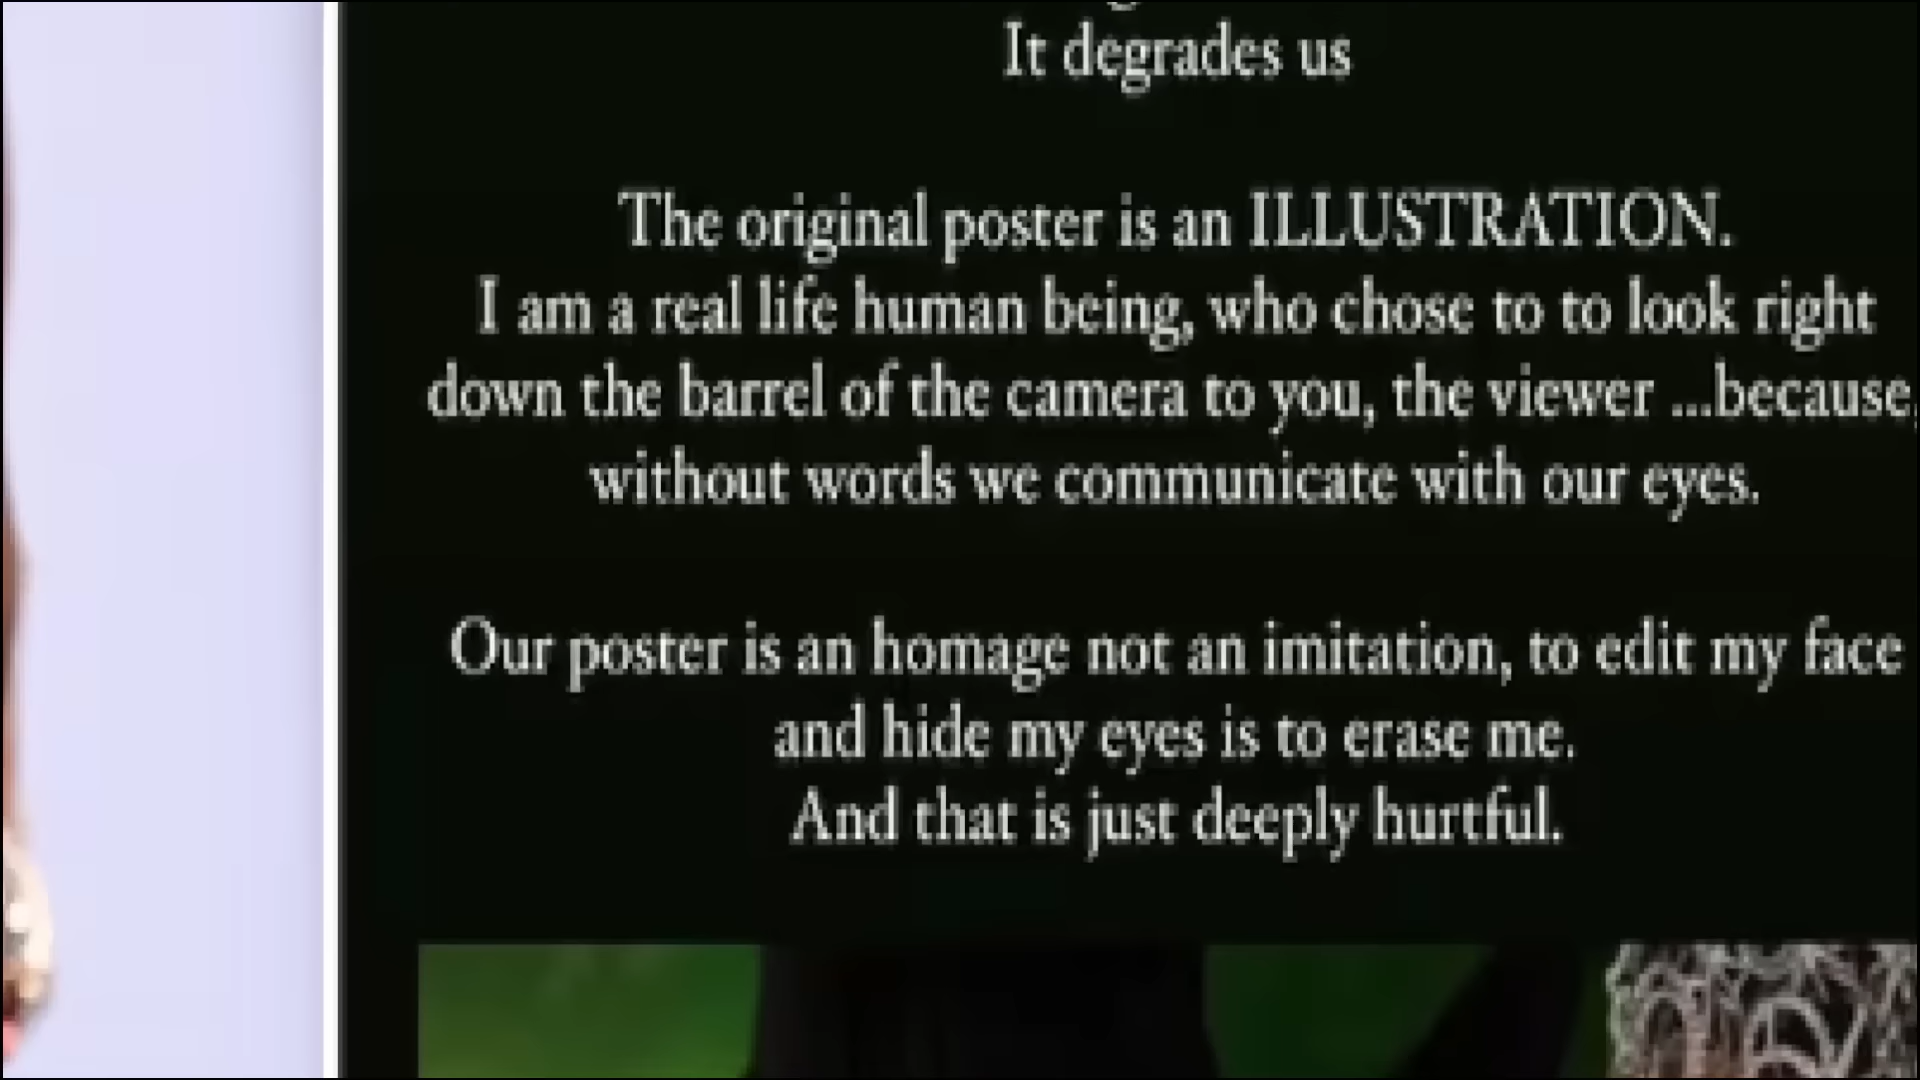 It degrades us
The original poster is an ILLUSTRATION.
I am a real life human being, who chose to to look right
down the barrel of the camera to you, the viewer ...because,
without words we communicate with our eyes.
Our poster is an homage not an imitation, to edit my face
and hide my eyes is to erase me.
And that is just deeply hurtful.